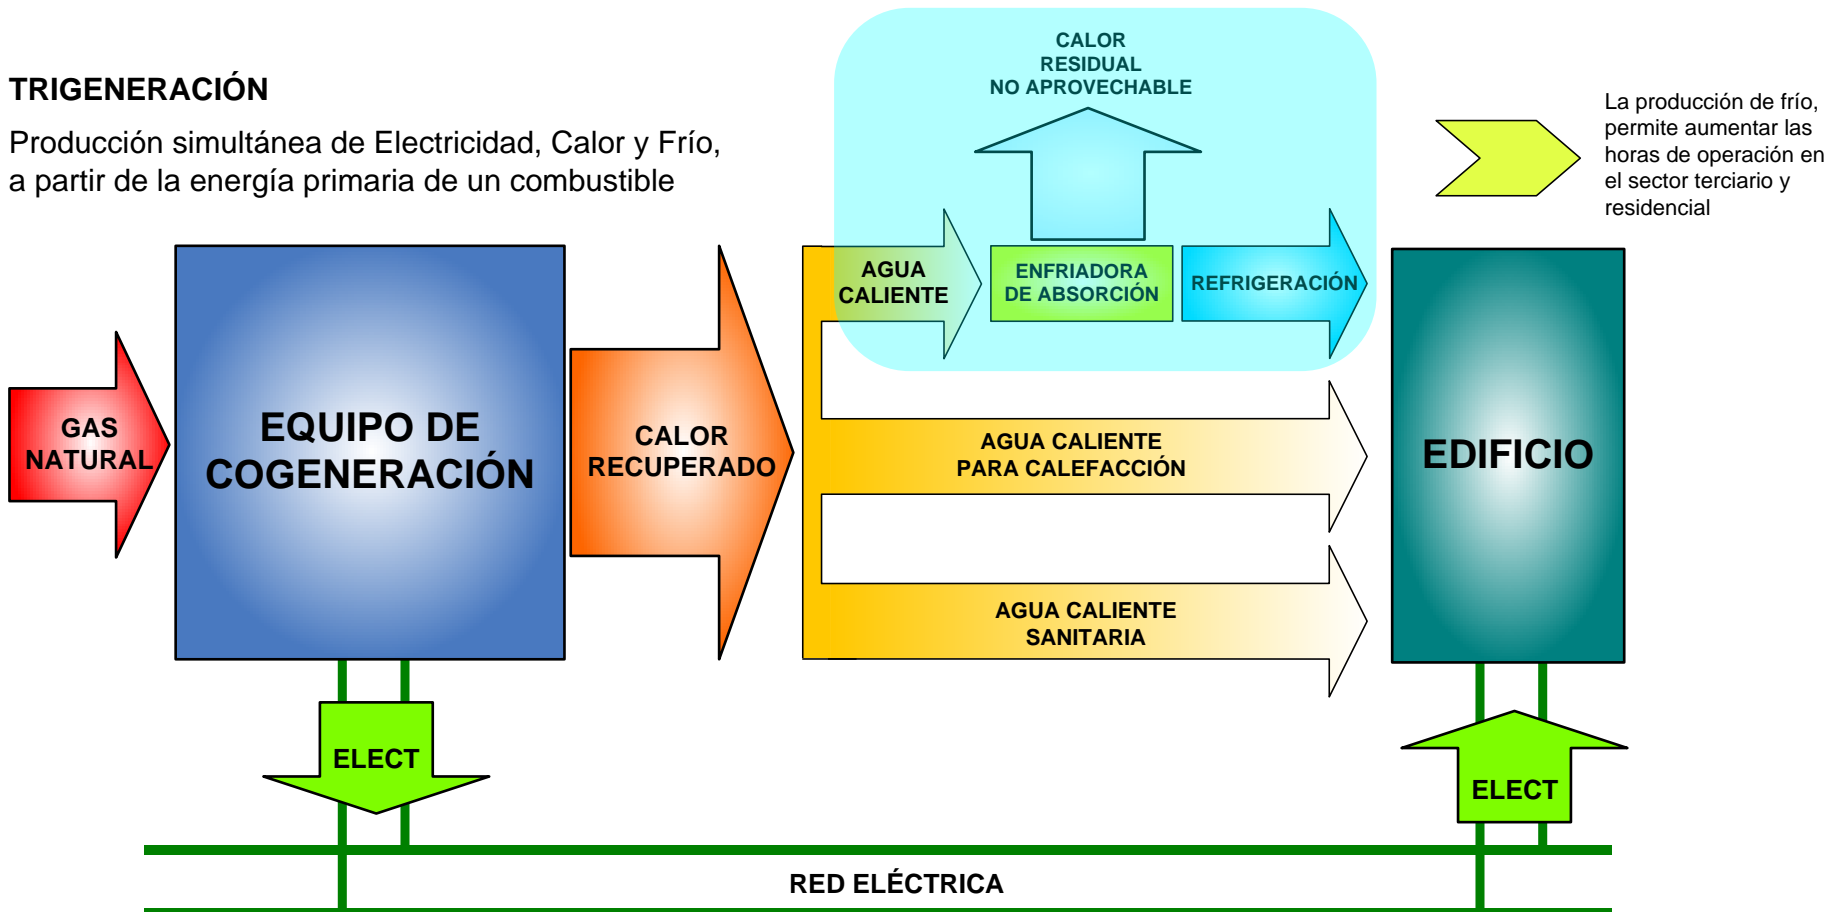 TRIGENERACIÓN
Producción simultánea de Electricidad, Calor y Frío,
a partir de la energía primaria de un combustible
CALOR
RESIDUAL
NO APROVECHABLE
La producción de frío,
permite aumentar las
horas de operación en
el sector terciario y
residencial
AGUA
CALIENTE
ENFRIADORA
DE ABSORCIÓN
REFRIGERACIÓN
GAS
NATURAL
EQUIPO DE
COGENERACIÓN
CALOR
RECUPERADO
AGUA CALIENTE
PARA CALEFACCIÓN
EDIFICIO
AGUA CALIENTE
SANITARIA
ELECT
ELECT
RED ELÉCTRICA